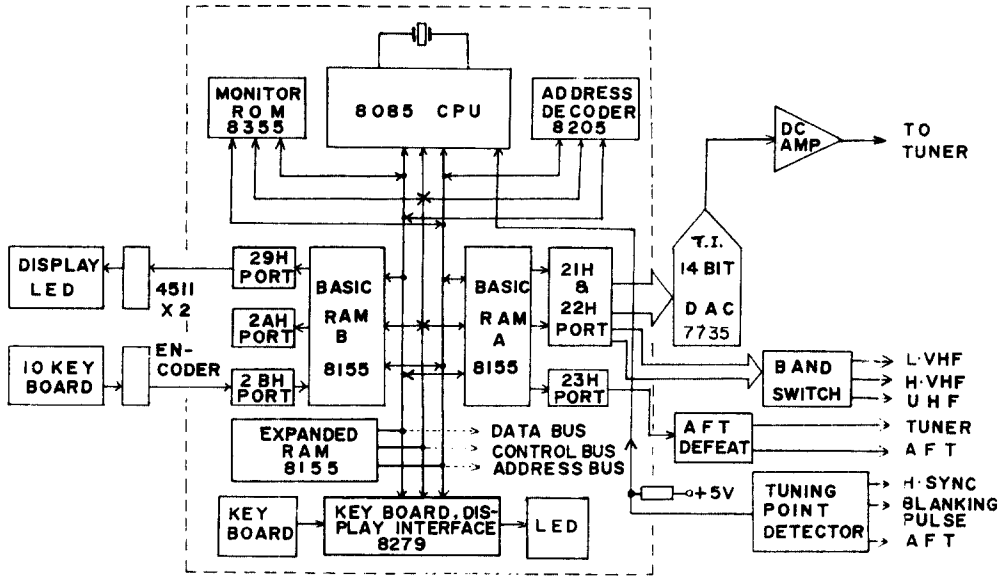 8085 CPU
MONITOR
ROM
8355
ADDRESS
DECODER
8205
DC
AMP
TO
TUNER
T.I.
14 BIT
DAC
7735
DISPLAY
LED
4511
X 2
29H
PORT
2AH
PORT
2BH
PORT
BASIC
RAM
B
8155
BASIC
RAM
A
8155
21H
&
22H
PORT
23H
PORT
10 KEY
BOARD
EN-
CODER
BAND
SWITCH
L·VHF
H·VHF
UHF
AFT
DEFEAT
TUNER
AFT
EXPANDED
RAM
8155
DATA BUS
CONTROL BUS
ADDRESS BUS
+5V
TUNING
POINT
DETECTOR
H·SYNC
BLANKING
PULSE
AFT
KEY
BOARD
KEY BOARD, DIS-
PLAY INTERFACE
8279
LED